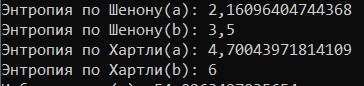 Энтропия по Шенону(a): 2,16096404744368
Энтропия по Шенону(b): 3,5
Энтропия по Хартли(a): 4,70043971814109
Энтропия по Хартли(b): 6